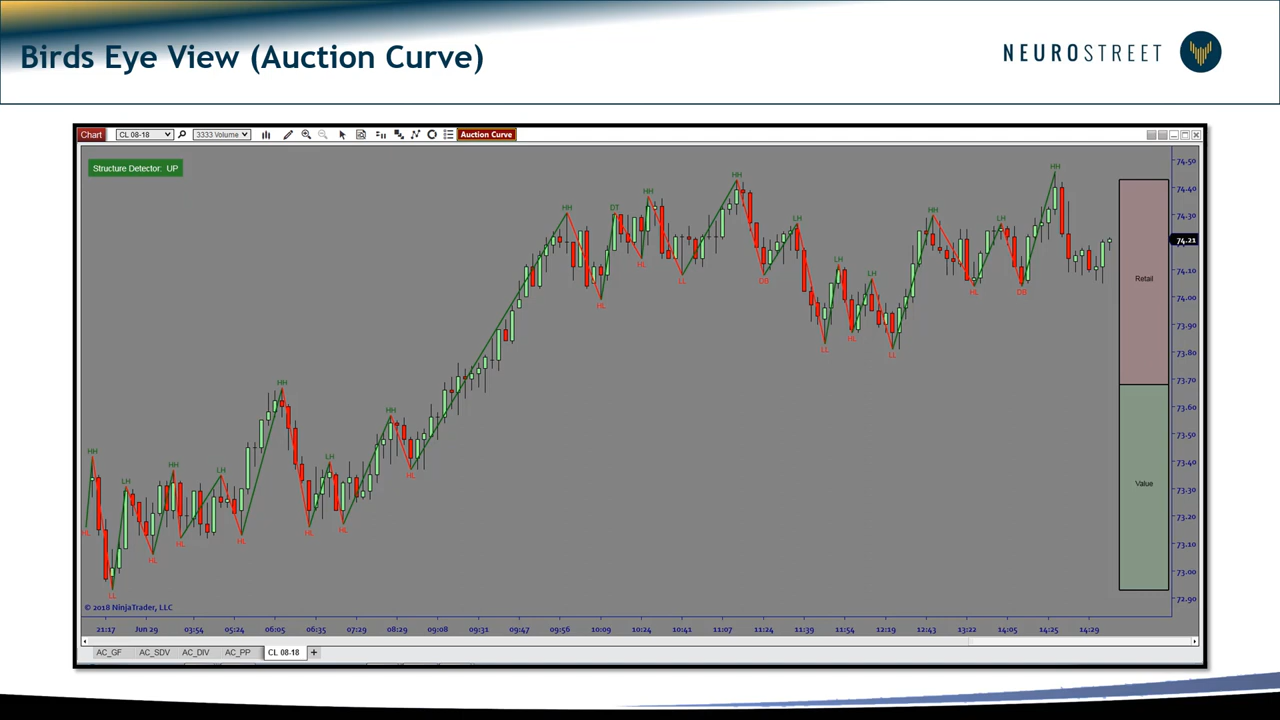 Birds Eye View (Auction Curve)
NEUROSTREET
Chart CL 08-18 3333 Volume Auction Curve
Structure Detector: UP
HH HL LL LH HL HH HL LH HL HH HL LH HL HH HL HH HL DT HL HH LL HH DB LH LL LH HL LH LL HH HL LH DB HH
Retail
Value
74.50
74.40
74.30
74.21
74.10
74.00
73.90
73.80
73.70
73.60
73.50
73.40
73.30
73.20
73.10
73.00
72.90
© 2018 NinjaTrader, LLC
21:17 Jun 29 03:54 05:24 06:05 06:35 07:29 08:29 09:08 09:31 09:47 09:56 10:09 10:24 10:41 11:07 11:24 11:39 11:54 12:19 12:43 13:22 14:05 14:25 14:29
AC_GF AC_SDV AC_DIV AC_PP CL 08-18 +